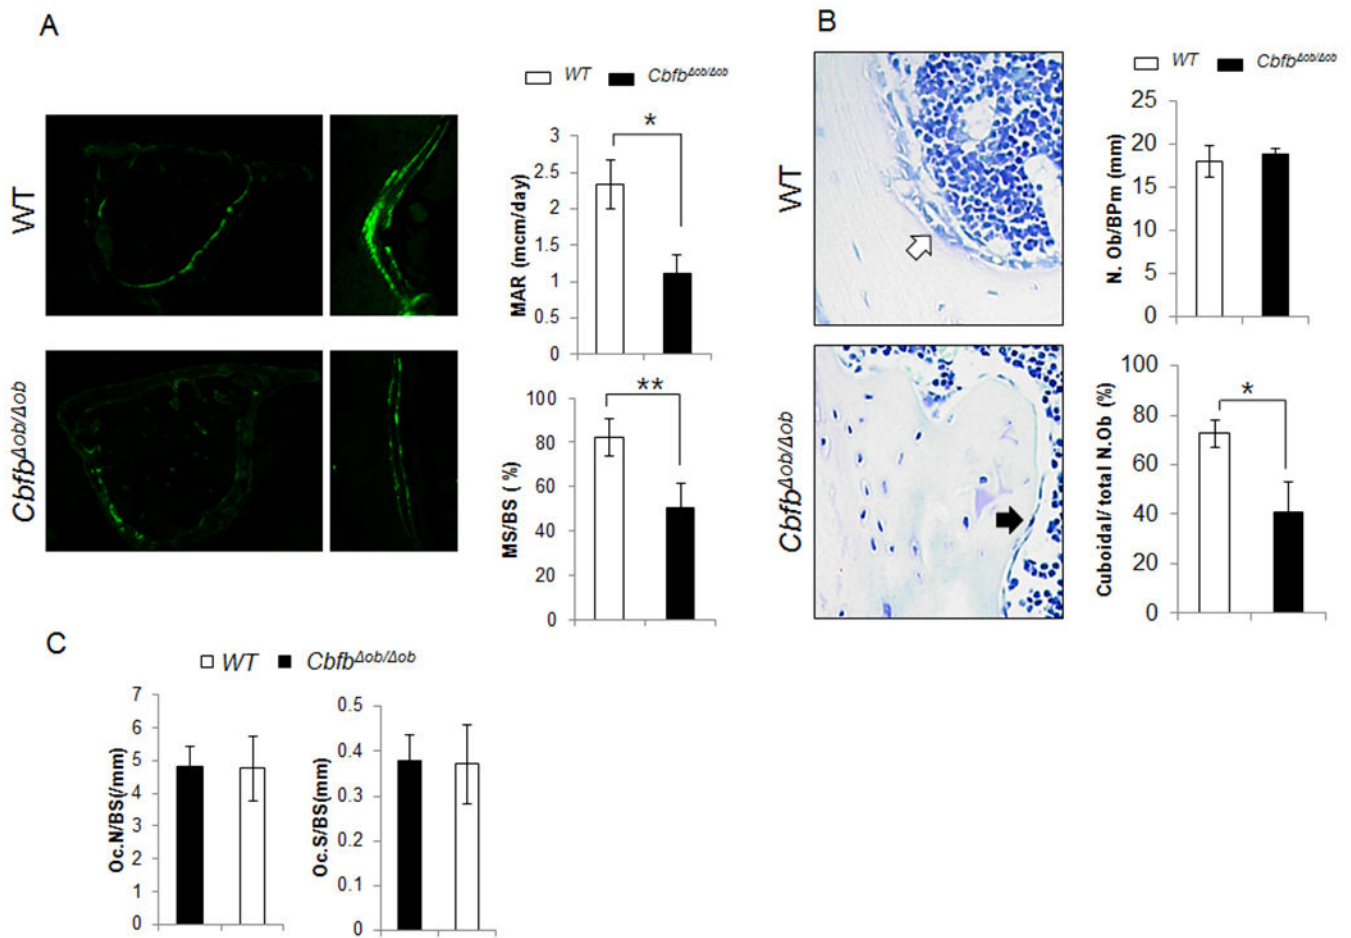 A
WT
Cbfb^Δob/Δob
WT Cbfb^Δob/Δob
MAR (mcm/day)
3
2.5
2
1.5
1
0.5
0
*
MS/BS ( %)
100
80
60
40
20
0
**
B
WT
Cbfb^Δob/Δob
WT Cbfb^Δob/Δob
N. Ob/BPm (mm)
25
20
15
10
5
0
Cuboidal/ total N.Ob (%)
100
80
60
40
20
0
*
C
WT Cbfb^Δob/Δob
Oc.N/BS(/mm)
7
6
5
4
3
2
1
0
Oc.S/BS(mm)
0.5
0.4
0.3
0.2
0.1
0